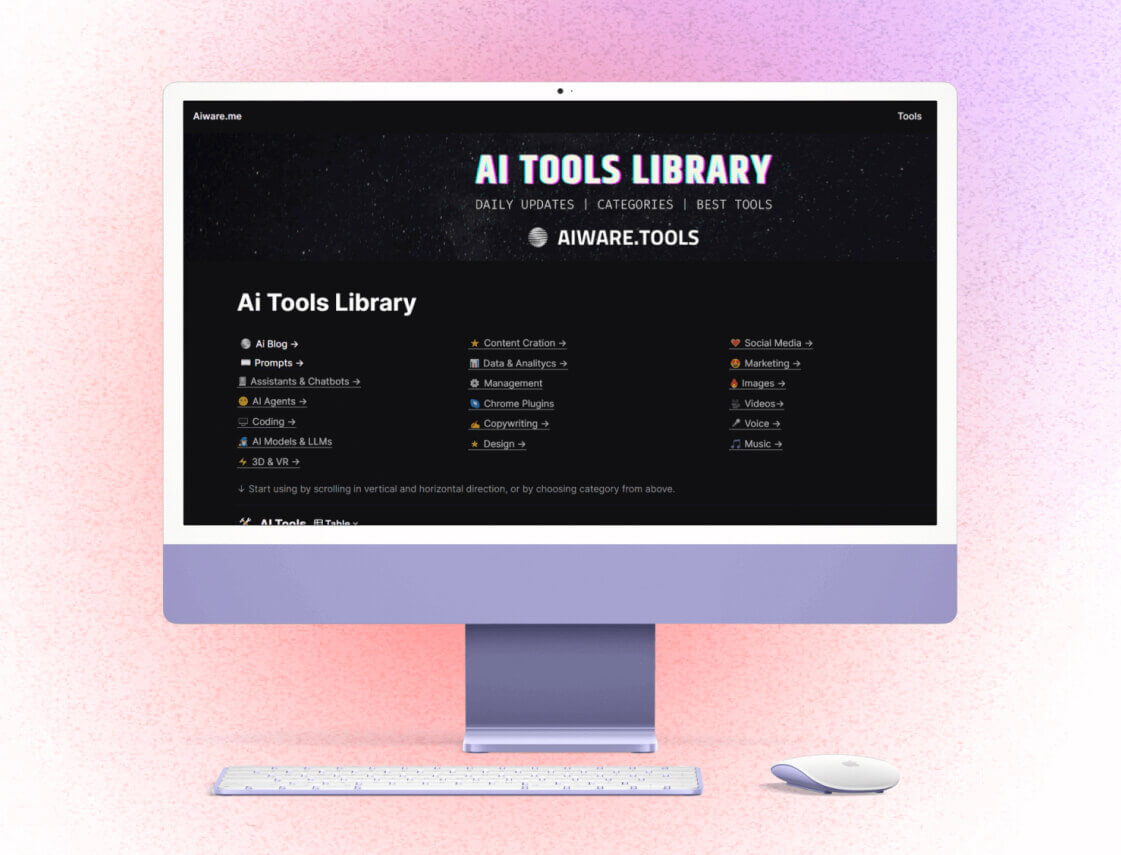 Aiware.me
Tools
AI TOOLS LIBRARY
DAILY UPDATES | CATEGORIES | BEST TOOLS
AIWARE.TOOLS
Ai Tools Library
Ai Blog →
Prompts →
Assistants & Chatbots →
AI Agents →
Coding →
AI Models & LLMs
3D & VR →
Content Cration →
Data & Analitycs →
Management
Chrome Plugins
Copywriting →
Design →
Social Media →
Marketing →
Images →
Videos→
Voice →
Music →
↓ Start using by scrolling in vertical and horizontal direction, or by choosing category from above.
AI Tools Table